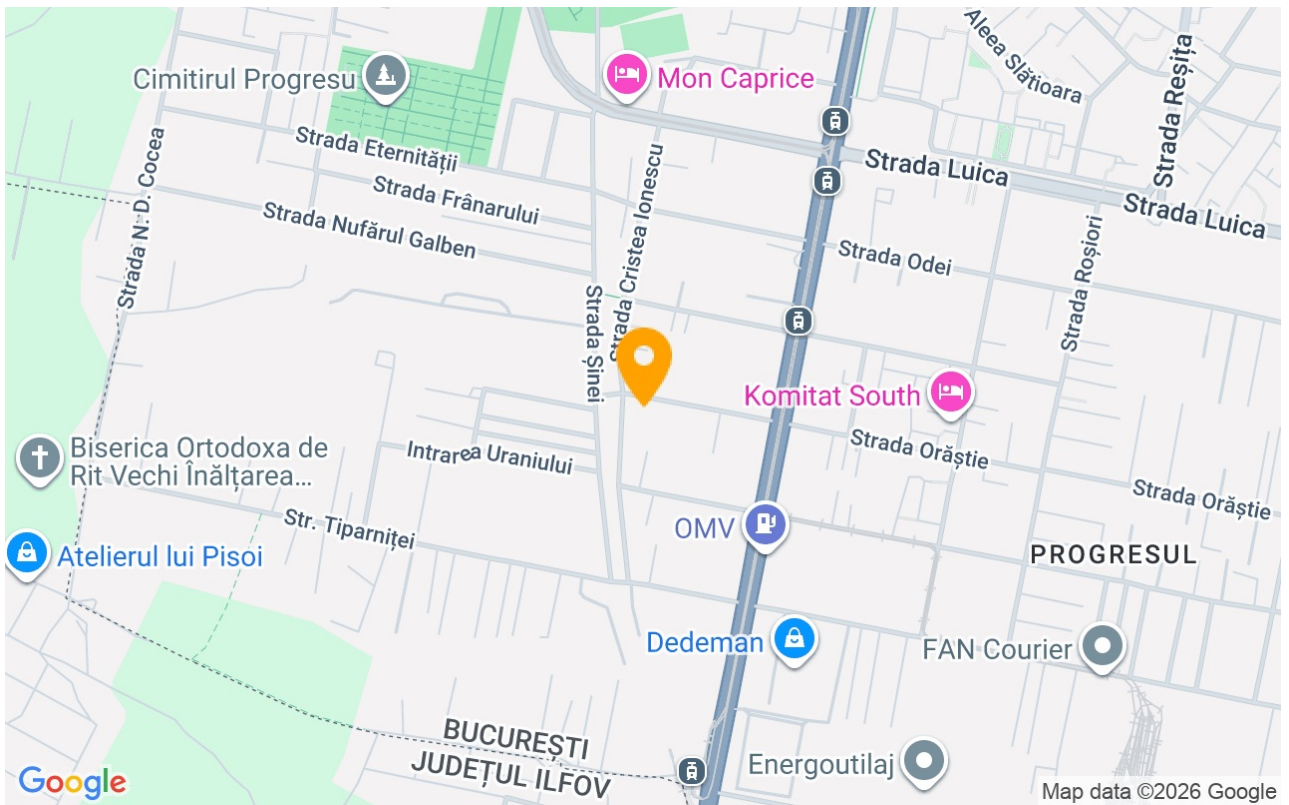 Aleea Slătioara
Cimitirul Progresu
Mon Caprice
Strada Reșița
Strada Eternității
Strada Luica
Strada N. D. Cocea
Strada Frânarului
Strada Cristea Ionescu
Strada Luica
Strada Nufărul Galben
Strada Odei
Strada Roșiori
Strada Șinei
Komitat South
Biserica Ortodoxa de
Rit Vechi Înălțarea...
Intrarea Uraniului
Strada Orăștie
Strada Orăștie
Str. Tiparniței
OMV
Atelierul lui Pisoi
PROGRESUL
Dedeman
FAN Courier
BUCUREȘTI
JUDEȚUL ILFOV
Energoutilaj
Google
Map data ©2026 Google